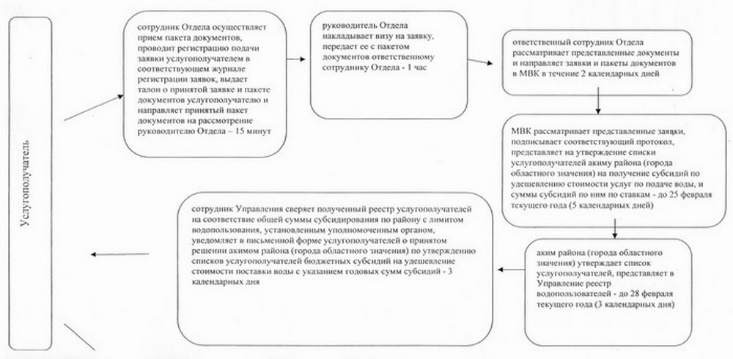 Услугополучатель
сотрудник Отдела осуществляет
прием пакета документов,
проводит регистрацию подачи
заявки услугополучателем в
соответствующем журнале
регистрации заявок, выдает
талон о принятой заявке и пакете
документов услугополучателю и
направляет принятый пакет
документов на рассмотрение
руководителю Отдела – 15 минут
руководитель Отдела
накладывает визу на заявку,
передает ее с пакетом
документов ответственному
сотруднику Отдела - 1 час
ответственный сотрудник Отдела
рассматривает представленные документы
и направляет заявки и пакеты документов
в МВК в течение 2 календарных дней
МВК рассматривает представленные заявки,
подписывает соответствующий протокол,
представляет на утверждение списки
услугополучателей акиму района (города
областного значения) на получение субсидий по
удешевлению стоимости услуг по подаче воды, и
суммы субсидий по ним по ставкам - до 25 февраля
текущего года (5 календарных дней)
аким района (города областного
значения) утверждает список
услугополучателей, представляет в
Управление реестр
водопользователей - до 28 февраля
текущего года (3 календарных дня)
сотрудник Управления сверяет полученный реестр услугополучателей
на соответствие общей суммы субсидирования по району с лимитом
водопользования, установленным уполномоченным органом,
уведомляет в письменной форме услугополучателей о принятом
решении акимом района (города областного значения) по утверждению
списков услугополучателей бюджетных субсидий на удешевление
стоимости поставки воды с указанием годовых сумм субсидий - 3
календарных дня